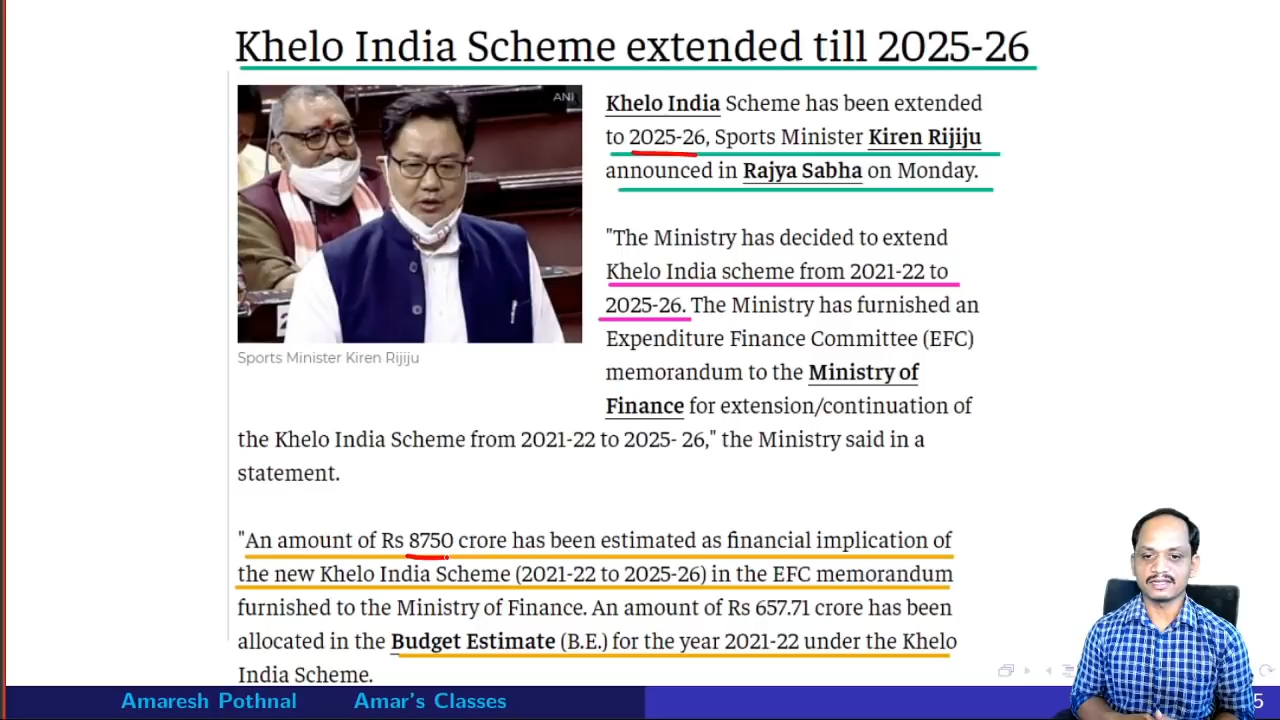 Khelo India Scheme extended till 2025-26
ANI
Khelo India Scheme has been extended
to 2025-26, Sports Minister Kiren Rijiju
announced in Rajya Sabha on Monday.
"The Ministry has decided to extend
Khelo India scheme from 2021-22 to
2025-26. The Ministry has furnished an
Expenditure Finance Committee (EFC)
memorandum to the Ministry of
Finance for extension/continuation of
Sports Minister Kiren Rijiju
the Khelo India Scheme from 2021-22 to 2025- 26," the Ministry said in a
statement.
"An amount of Rs 8750 crore has been estimated as financial implication of
the new Khelo India Scheme (2021-22 to 2025-26) in the EFC memorandum
furnished to the Ministry of Finance. An amount of Rs 657.71 crore has been
allocated in the Budget Estimate (B.E.) for the year 2021-22 under the Khelo
India Scheme.
Amaresh Pothnal Amar's Classes
5